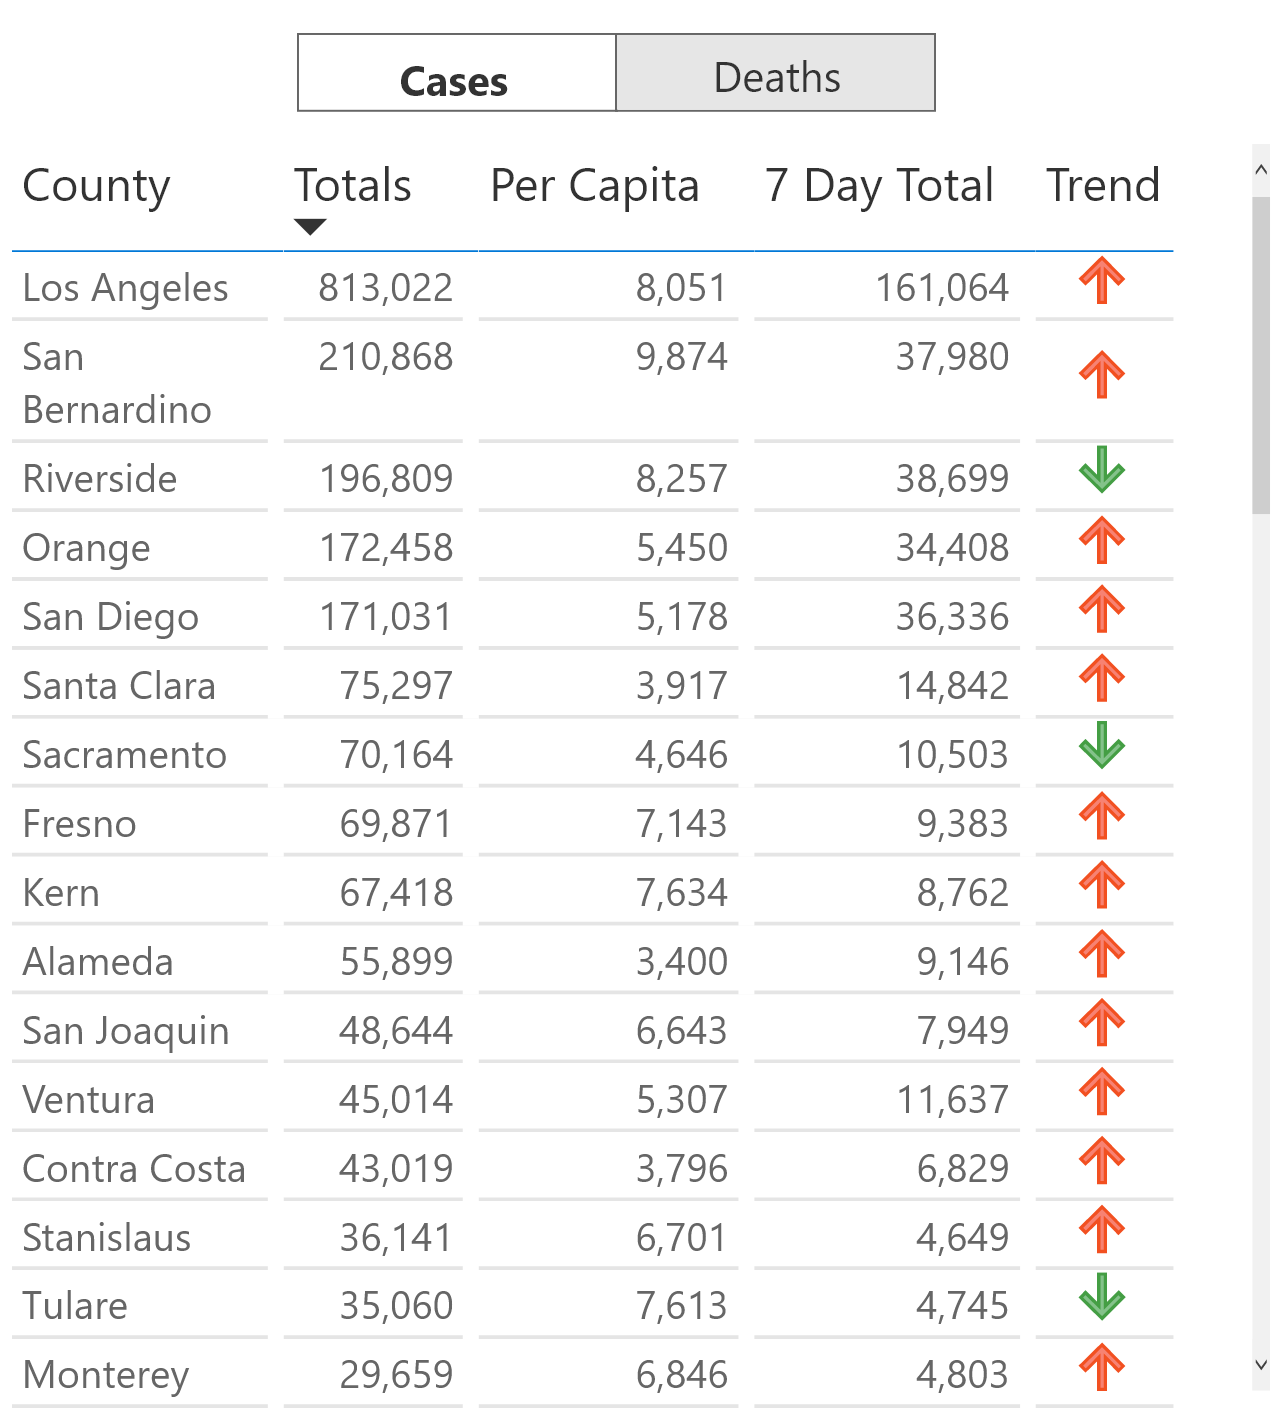 Cases Deaths
County Totals Per Capita 7 Day Total Trend
Los Angeles 813,022 8,051 161,064
San 210,868 9,874 37,980
Bernardino
Riverside 196,809 8,257 38,699
Orange 172,458 5,450 34,408
San Diego 171,031 5,178 36,336
Santa Clara 75,297 3,917 14,842
Sacramento 70,164 4,646 10,503
Fresno 69,871 7,143 9,383
Kern 67,418 7,634 8,762
Alameda 55,899 3,400 9,146
San Joaquin 48,644 6,643 7,949
Ventura 45,014 5,307 11,637
Contra Costa 43,019 3,796 6,829
Stanislaus 36,141 6,701 4,649
Tulare 35,060 7,613 4,745
Monterey 29,659 6,846 4,803